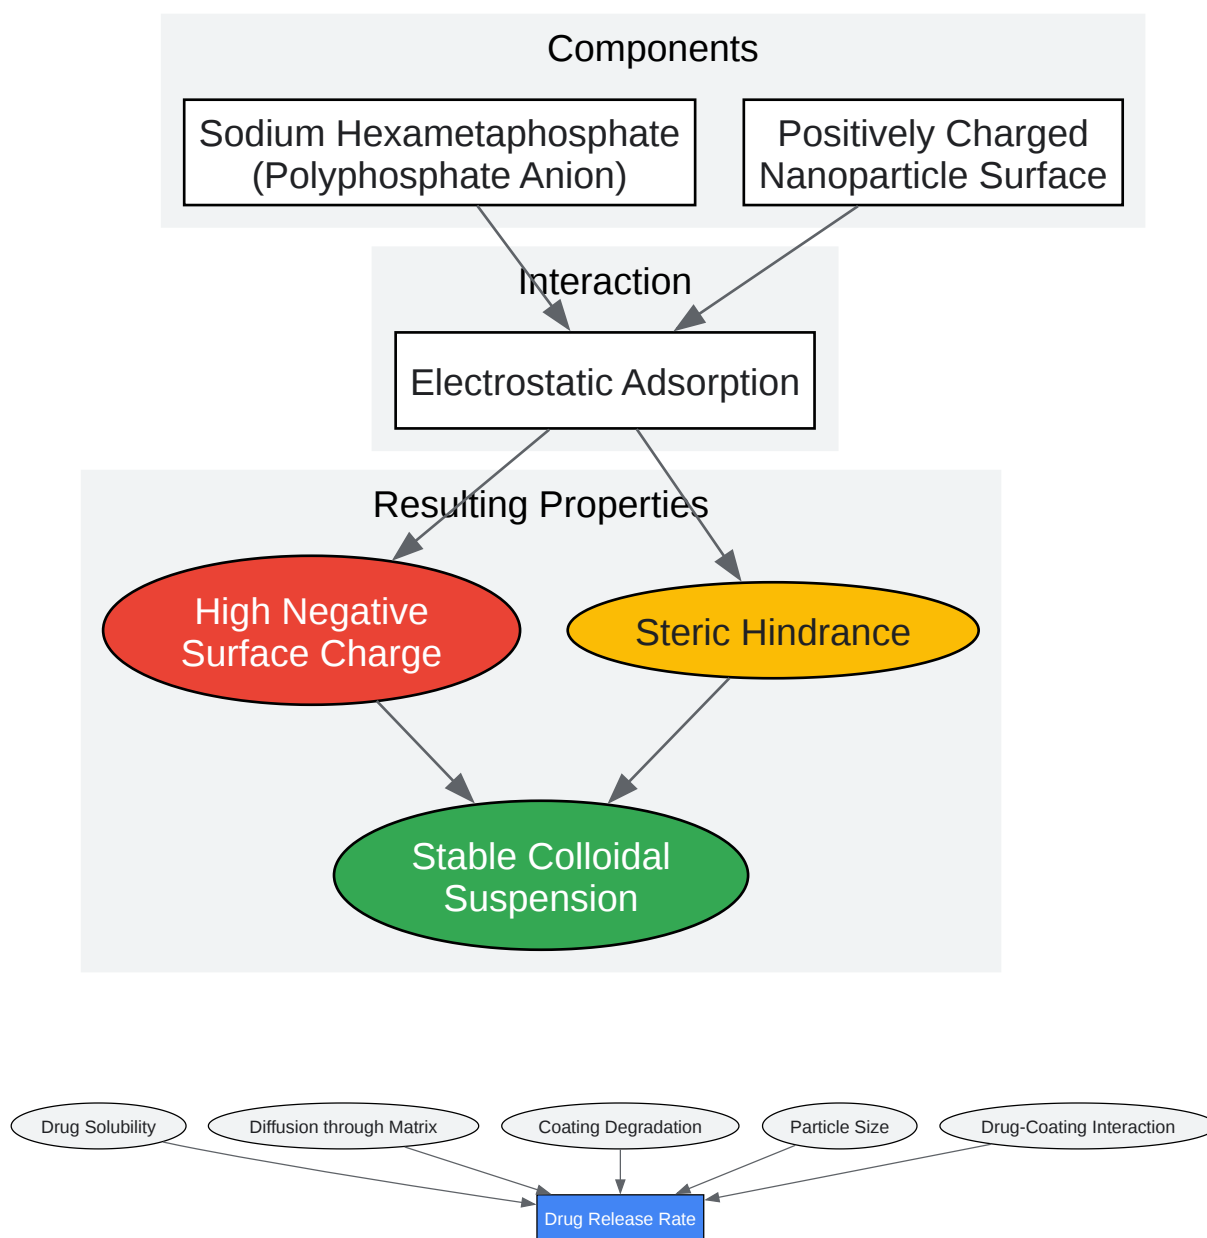 Components
Sodium Hexametaphosphate
(Polyphosphate Anion)
Positively Charged
Nanoparticle Surface
Interaction
Electrostatic Adsorption
Resulting Properties
High Negative
Surface Charge
Steric Hindrance
Stable Colloidal
Suspension
Drug Solubility
Diffusion through Matrix
Coating Degradation
Particle Size
Drug-Coating Interaction
Drug Release Rate